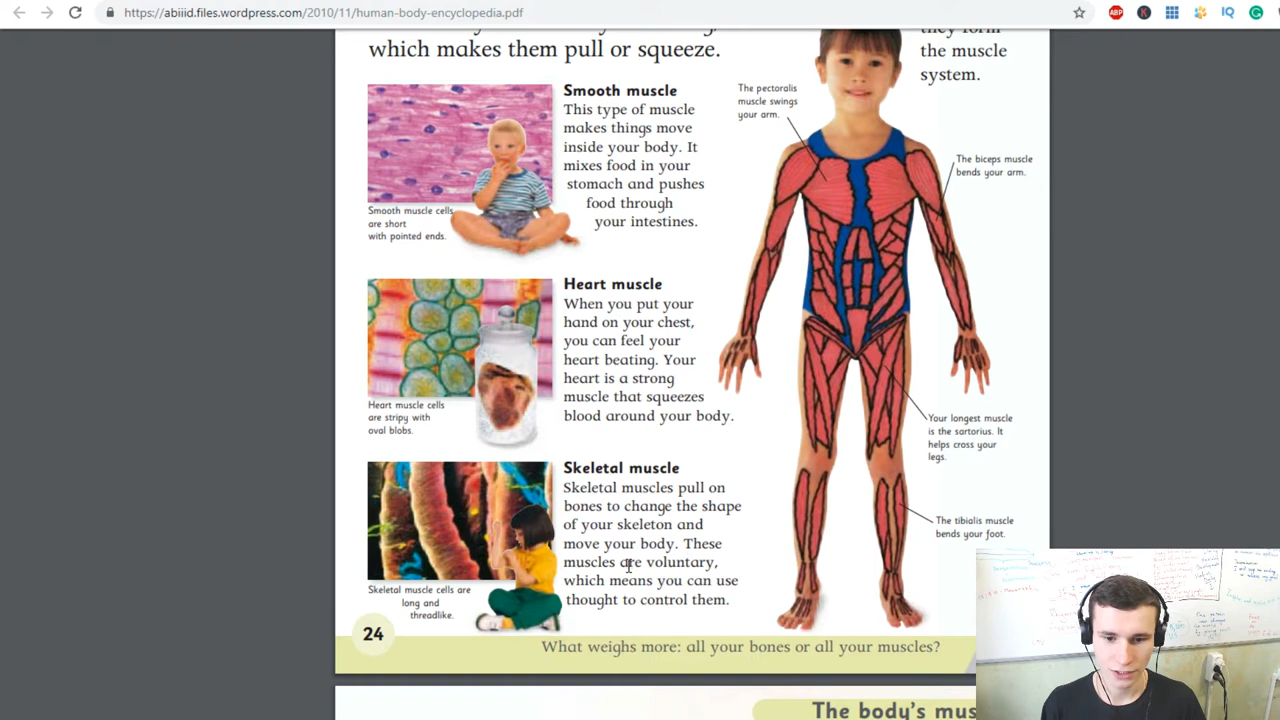 https://abiiid.files.wordpress.com/2010/11/human-body-encyclopedia.pdf
which makes them pull or squeeze.
they form
the muscle
system.
Smooth muscle
This type of muscle
makes things move
inside your body. It
mixes food in your
stomach and pushes
food through
your intestines.
Smooth muscle cells
are short
with pointed ends.
Heart muscle
When you put your
hand on your chest,
you can feel your
heart beating. Your
heart is a strong
muscle that squeezes
blood around your body.
Heart muscle cells
are stripy with
oval blobs.
Skeletal muscle
Skeletal muscles pull on
bones to change the shape
of your skeleton and
move your body. These
muscles are voluntary,
which means you can use
thought to control them.
Skeletal muscle cells are
long and
threadlike.
The pectoralis
muscle swings
your arm.
The biceps muscle
bends your arm.
Your longest muscle
is the sartorius. It
helps cross your
legs.
The tibialis muscle
bends your foot.
24
What weighs more: all your bones or all your muscles?
The body's mus
ABP
K
IQ
G